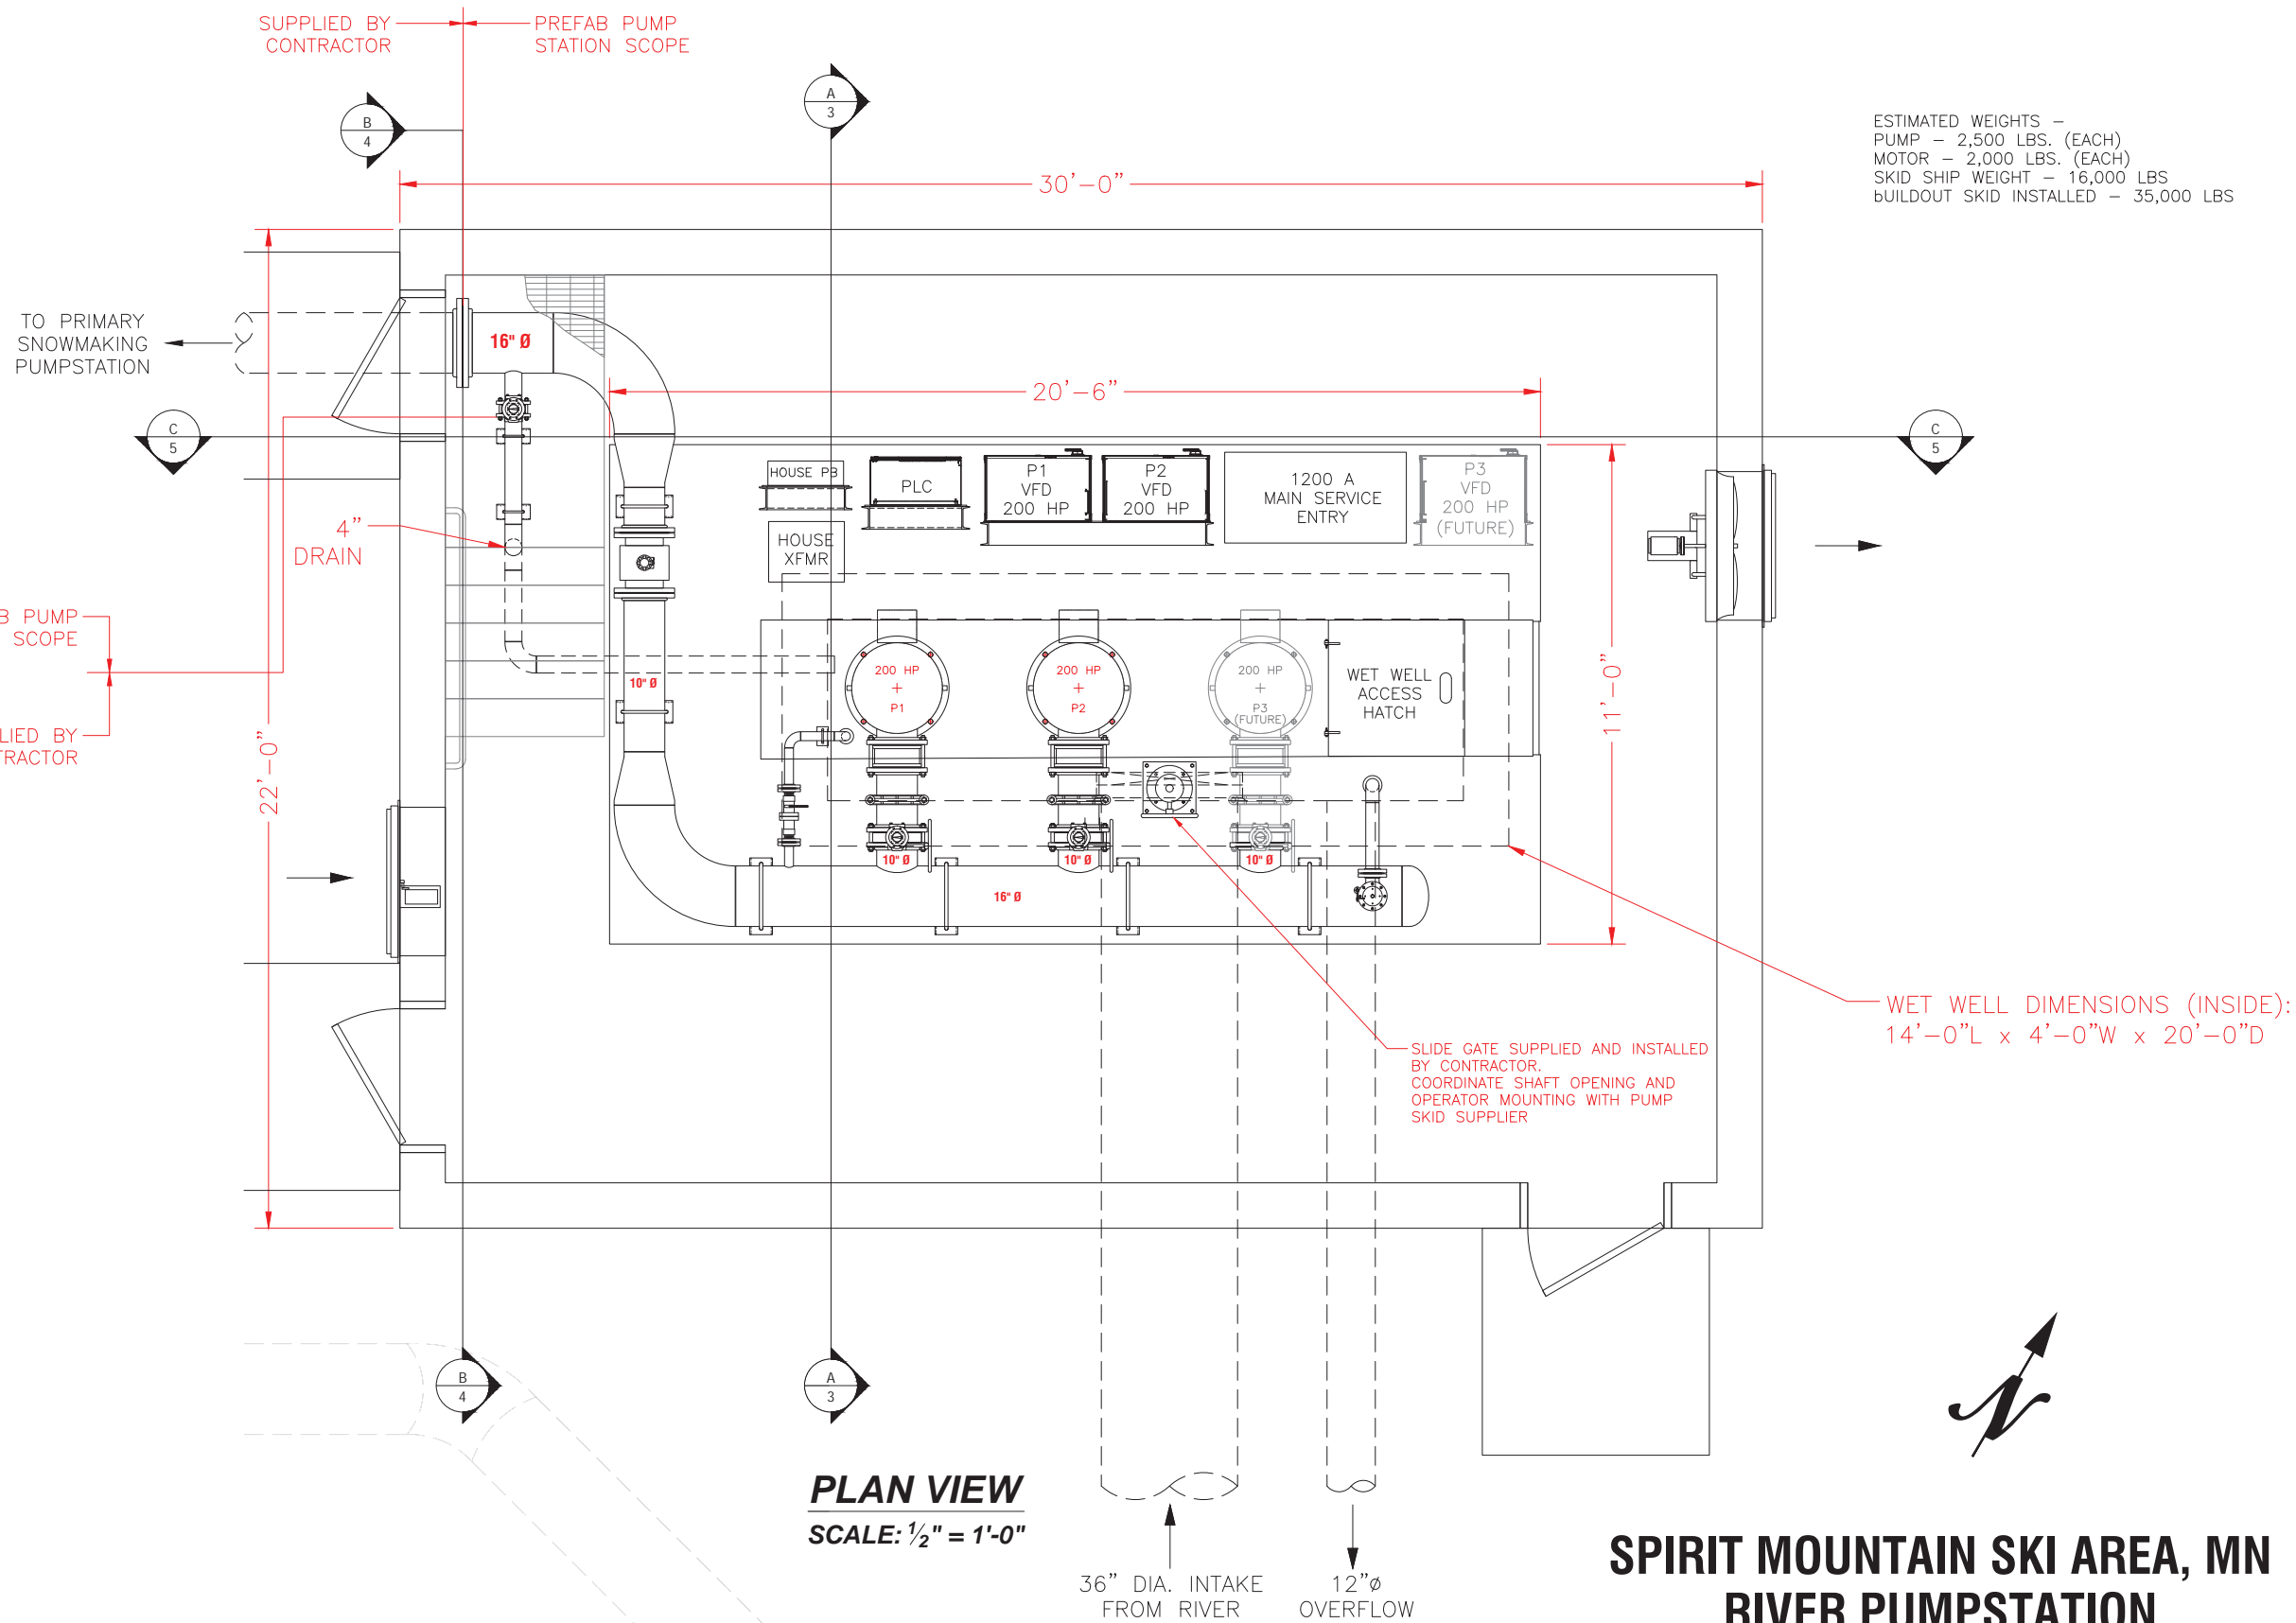 SUPPLIED BY
CONTRACTOR
PREFAB PUMP
STATION SCOPE
A
3
B
4
ESTIMATED WEIGHTS –
PUMP – 2,500 LBS. (EACH)
MOTOR – 2,000 LBS. (EACH)
SKID SHIP WEIGHT – 16,000 LBS
bUILDOUT SKID INSTALLED – 35,000 LBS
30'–0"
TO PRIMARY
SNOWMAKING
PUMPSTATION
16" Ø
20'–6"
C
5
C
5
HOUSE PB
PLC
P1
VFD
200 HP
P2
VFD
200 HP
1200 A
MAIN SERVICE
ENTRY
P3
VFD
200 HP
(FUTURE)
HOUSE
XFMR
4"
DRAIN
B PUMP
SCOPE
LIED BY
TRACTOR
22'–0"
10" Ø
200 HP
P1
200 HP
P2
200 HP
P3
(FUTURE)
WET WELL
ACCESS
HATCH
11'–0"
10" Ø
10" Ø
10" Ø
16" Ø
WET WELL DIMENSIONS (INSIDE):
14'–0"L x 4'–0"W x 20'–0"D
SLIDE GATE SUPPLIED AND INSTALLED
BY CONTRACTOR.
COORDINATE SHAFT OPENING AND
OPERATOR MOUNTING WITH PUMP
SKID SUPPLIER
B
4
A
3
N
PLAN VIEW
SCALE: ½" = 1'-0"
36" DIA. INTAKE
FROM RIVER
12"ø
OVERFLOW
SPIRIT MOUNTAIN SKI AREA, MN
RIVER PUMPSTATION